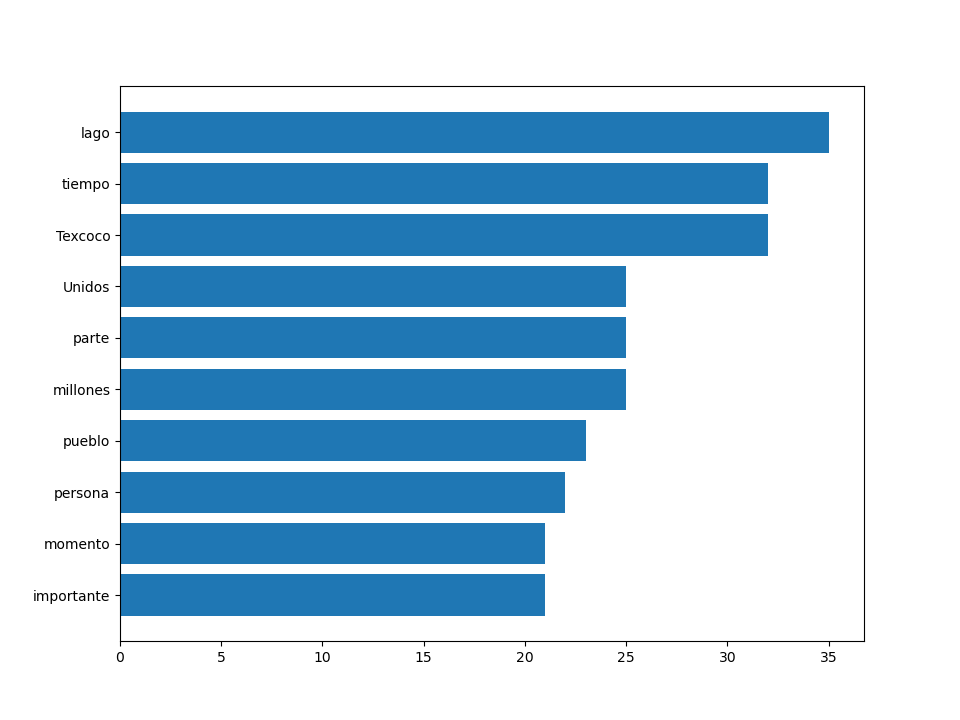 lago
tiempo
Texcoco
Unidos
parte
millones
pueblo
persona
momento
importante
0 5 10 15 20 25 30 35